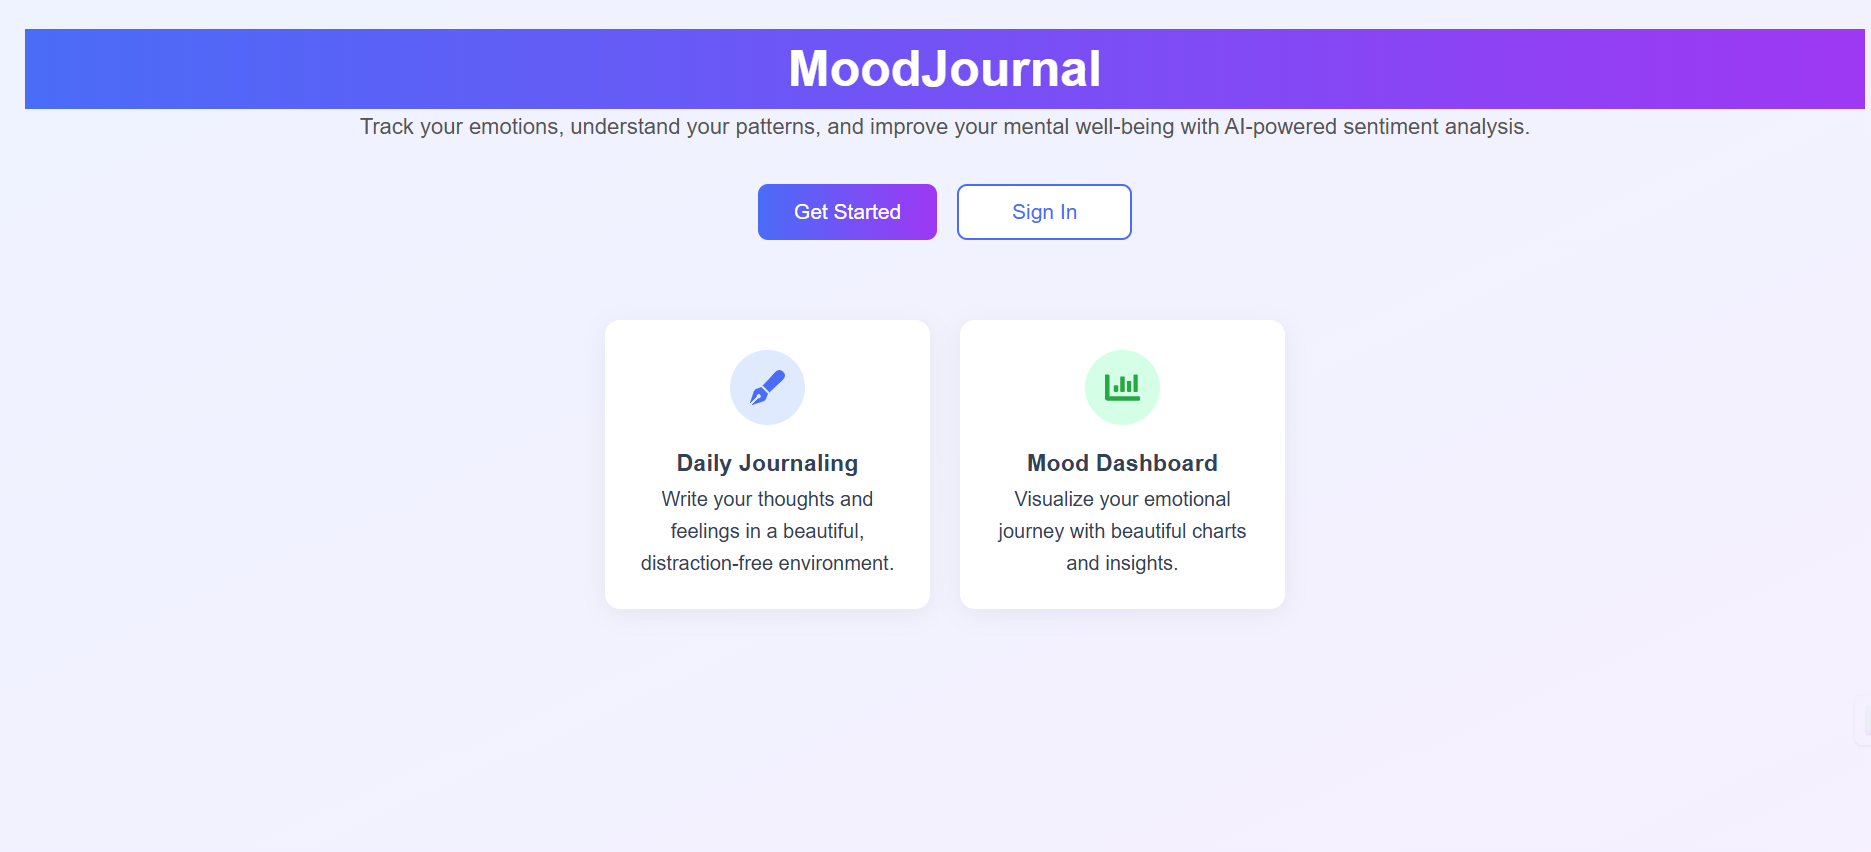 MoodJournal
Track your emotions, understand your patterns, and improve your mental well-being with AI-powered sentiment analysis.
Get Started
Sign In
Daily Journaling
Write your thoughts and
feelings in a beautiful,
distraction-free environment.
Mood Dashboard
Visualize your emotional
journey with beautiful charts
and insights.